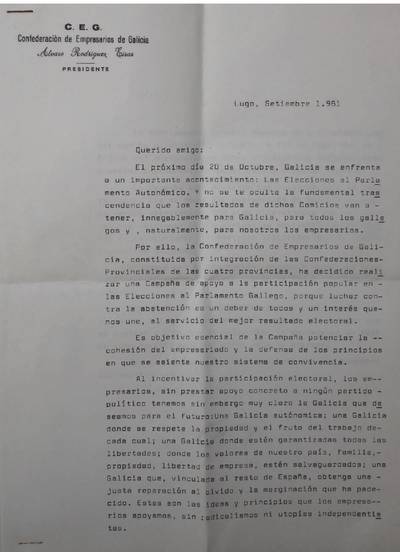 C. E. G.
Confederación de Empresarios de Galicia
Alvaro Rodriguez Eiras
PRESIDENTE
Lugo, Setiembre 1.981
Querido amigo:
El próximo día 20 de Octubre, Galicia se enfrenta
a un importante acontecimiento: Las Elecciones al Parla
mento Autonómico. Y no se te oculta la fundamental tras
cendencia que los resultados de dichos Comicios van a -
tener, innegablemente para Galicia, para todos los galle
gos y , naturalmente, para nosotros los empresarios.
Por ello, la Confederación de Empresarios de Gali-
cia, constituida por integración de las Confederaciones-
Provinciales de las cuatro provincias, ha decidido reali
zar una Campaña de apoyo a la participación popular en -
las Elecciones al Parlamento Gallego, porque luchar con
tra la abstención es un deber de todos y un interés que
nos une, al servicio del mejor resultado electoral.
Es objetivo esencial de la Campaña potenciar la --
cohesión del empresariado y la defensa de los principios
en que se asienta nuestro sistema de convivencia.
Al incentivar la participación electoral, los em--
presarios, sin prestar apoyo concreto a ningún partido -
político tenemos sin embargo muy clara la Galicia que de
seamos para el futuro:Una Galicia autónoma; una Galicia
donde se respete la propiedad y el fruto del trabajo de-
cada cual; una Galicia donde estén garantizadas todas las
libertades; donde los valores de nuestro país, familia,-
propiedad, libertad de empresa, estén salvaguardados; una
Galicia que, vinculada al resto de España, obtenga una -
justa reparación al olvido y la marginación que ha pade-
cido. Estas son las ideas y principios que los empresa--
rios apoyamos, sin radicalismos ni utopías independentis
tas.